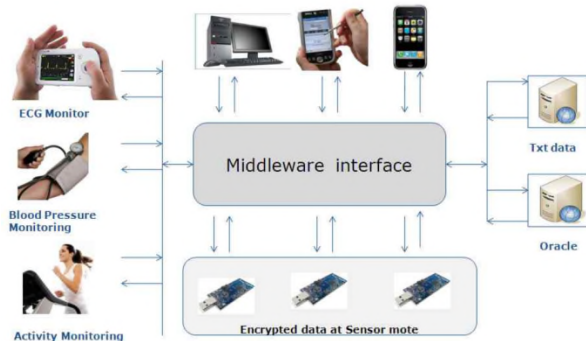 ECG Monitor
Blood Pressure
Monitoring
Activity Monitoring
Middleware interface
Encrypted data at Sensor mote
Txt data
Oracle